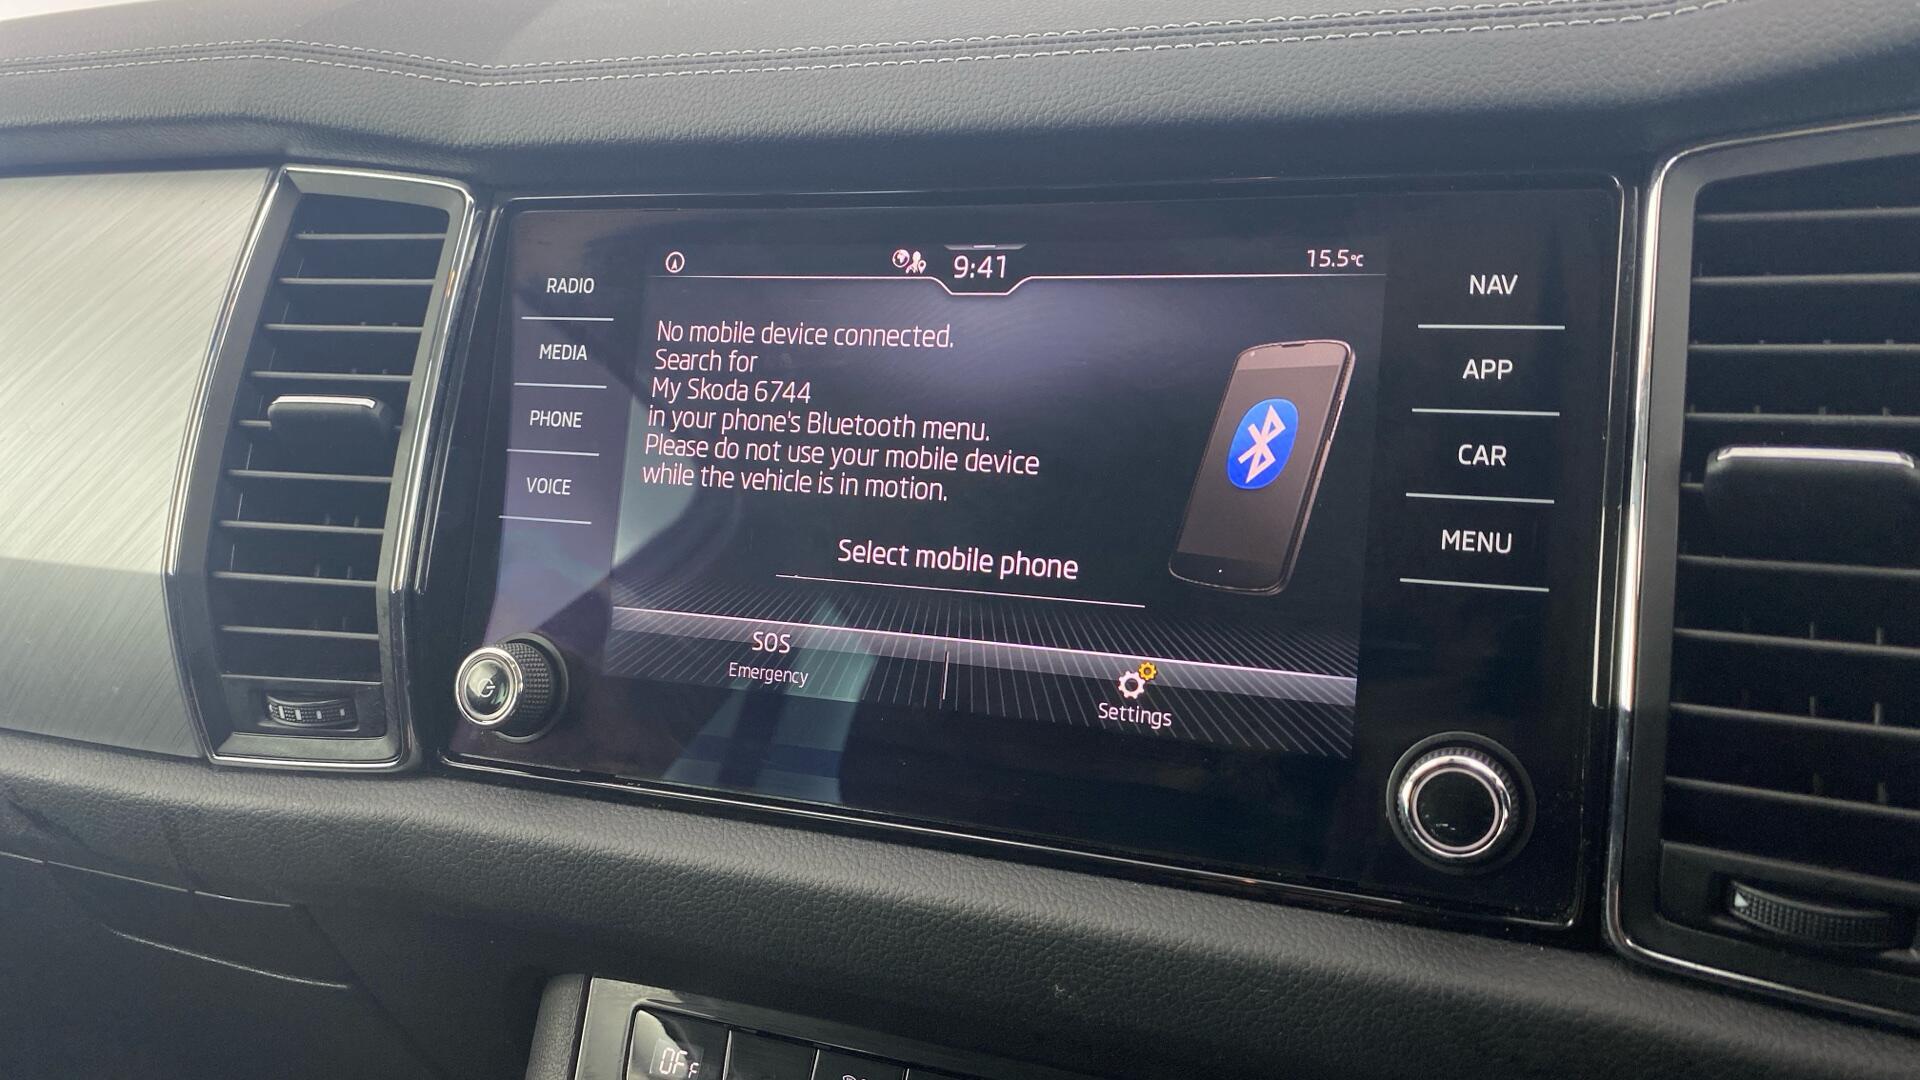 9:41
15.5°C
RADIO
MEDIA
PHONE
VOICE
No mobile device connected.
Search for
My Skoda 6744
in your phone's Bluetooth menu.
Please do not use your mobile device
while the vehicle is in motion.
Select mobile phone
SOS
Emergency
Settings
NAV
APP
CAR
MENU
OFF